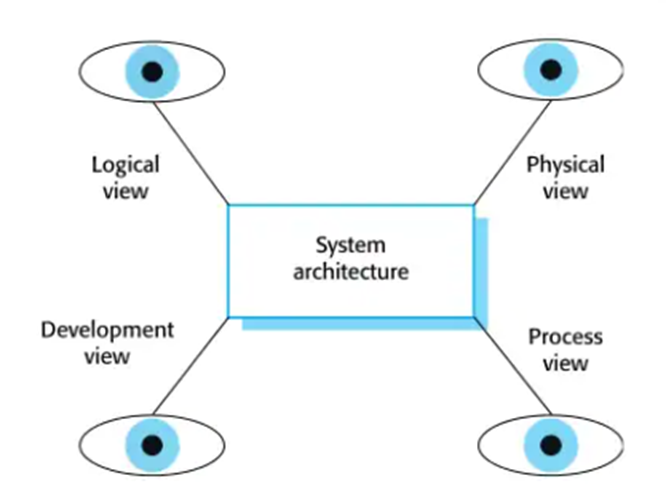 Logical
view
Physical
view
System
architecture
Development
view
Process
view